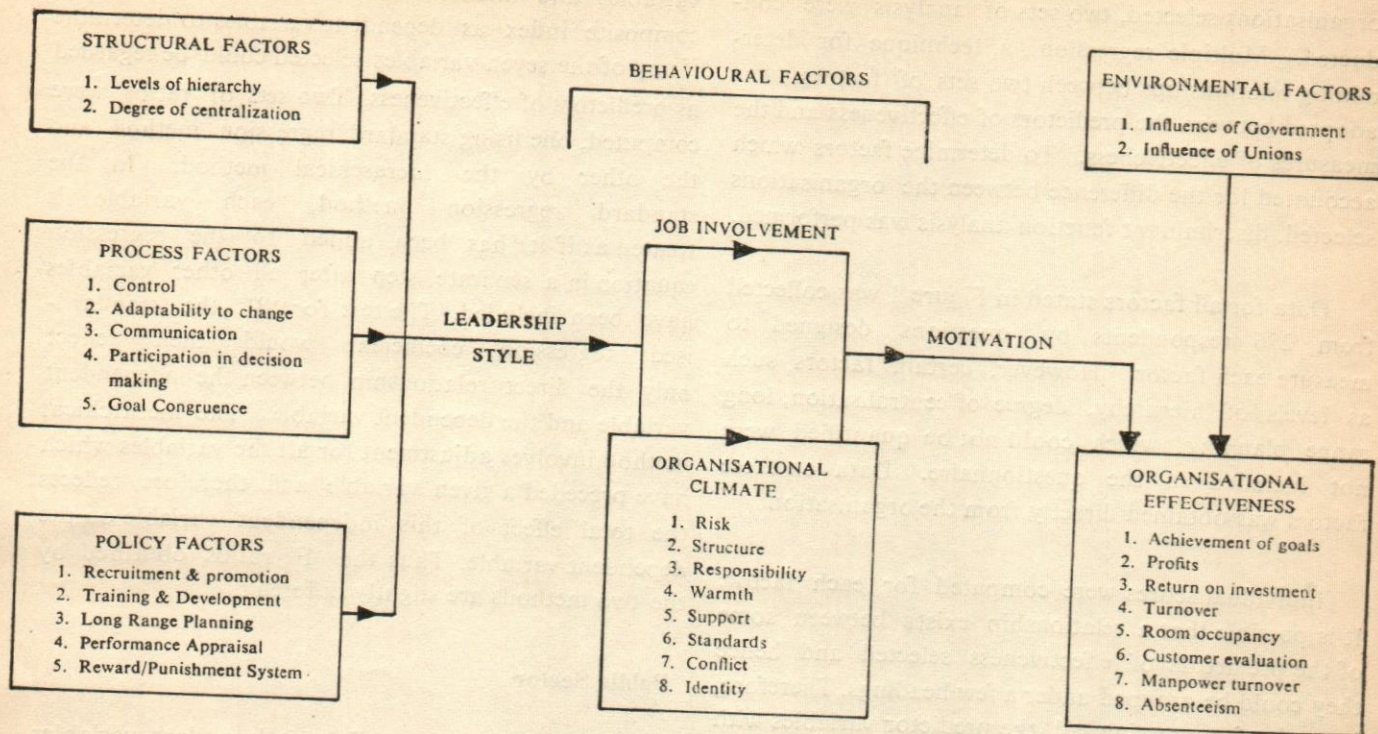 STRUCTURAL FACTORS
1. Levels of hierarchy
2. Degree of centralization
PROCESS FACTORS
1. Control
2. Adaptability to change
3. Communication
4. Participation in decision
making
5. Goal Congruence
POLICY FACTORS
1. Recruitment & promotion
2. Training & Development
3. Long Range Planning
4. Performance Appraisal
5. Reward/Punishment System
LEADERSHIP
STYLE
BEHAVIOURAL FACTORS
JOB INVOLVEMENT
ORGANISATIONAL
CLIMATE
1. Risk
2. Structure
3. Responsibility
4. Warmth
5. Support
6. Standards
7. Conflict
8. Identity
MOTIVATION
ENVIRONMENTAL FACTORS
1. Influence of Government
2. Influence of Unions
ORGANISATIONAL
EFFECTIVENESS
1. Achievement of goals
2. Profits
3. Return on investment
4. Turnover
5. Room occupancy
6. Customer evaluation
7. Manpower turnover
8. Absenteeism